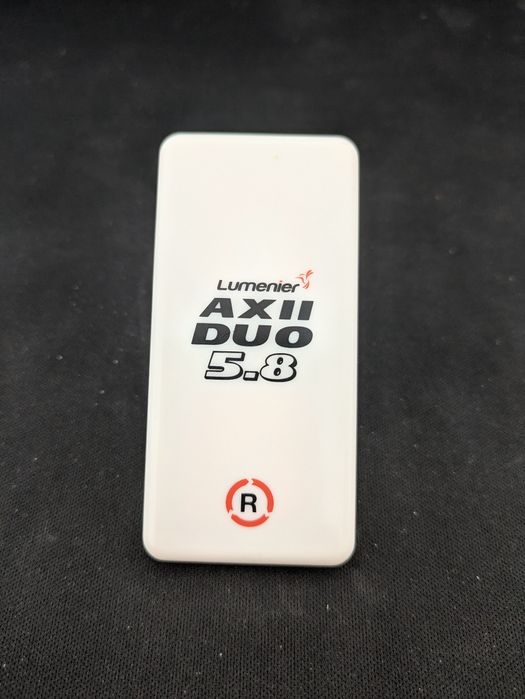 Lumenier
AXII
DUO
5.8
R